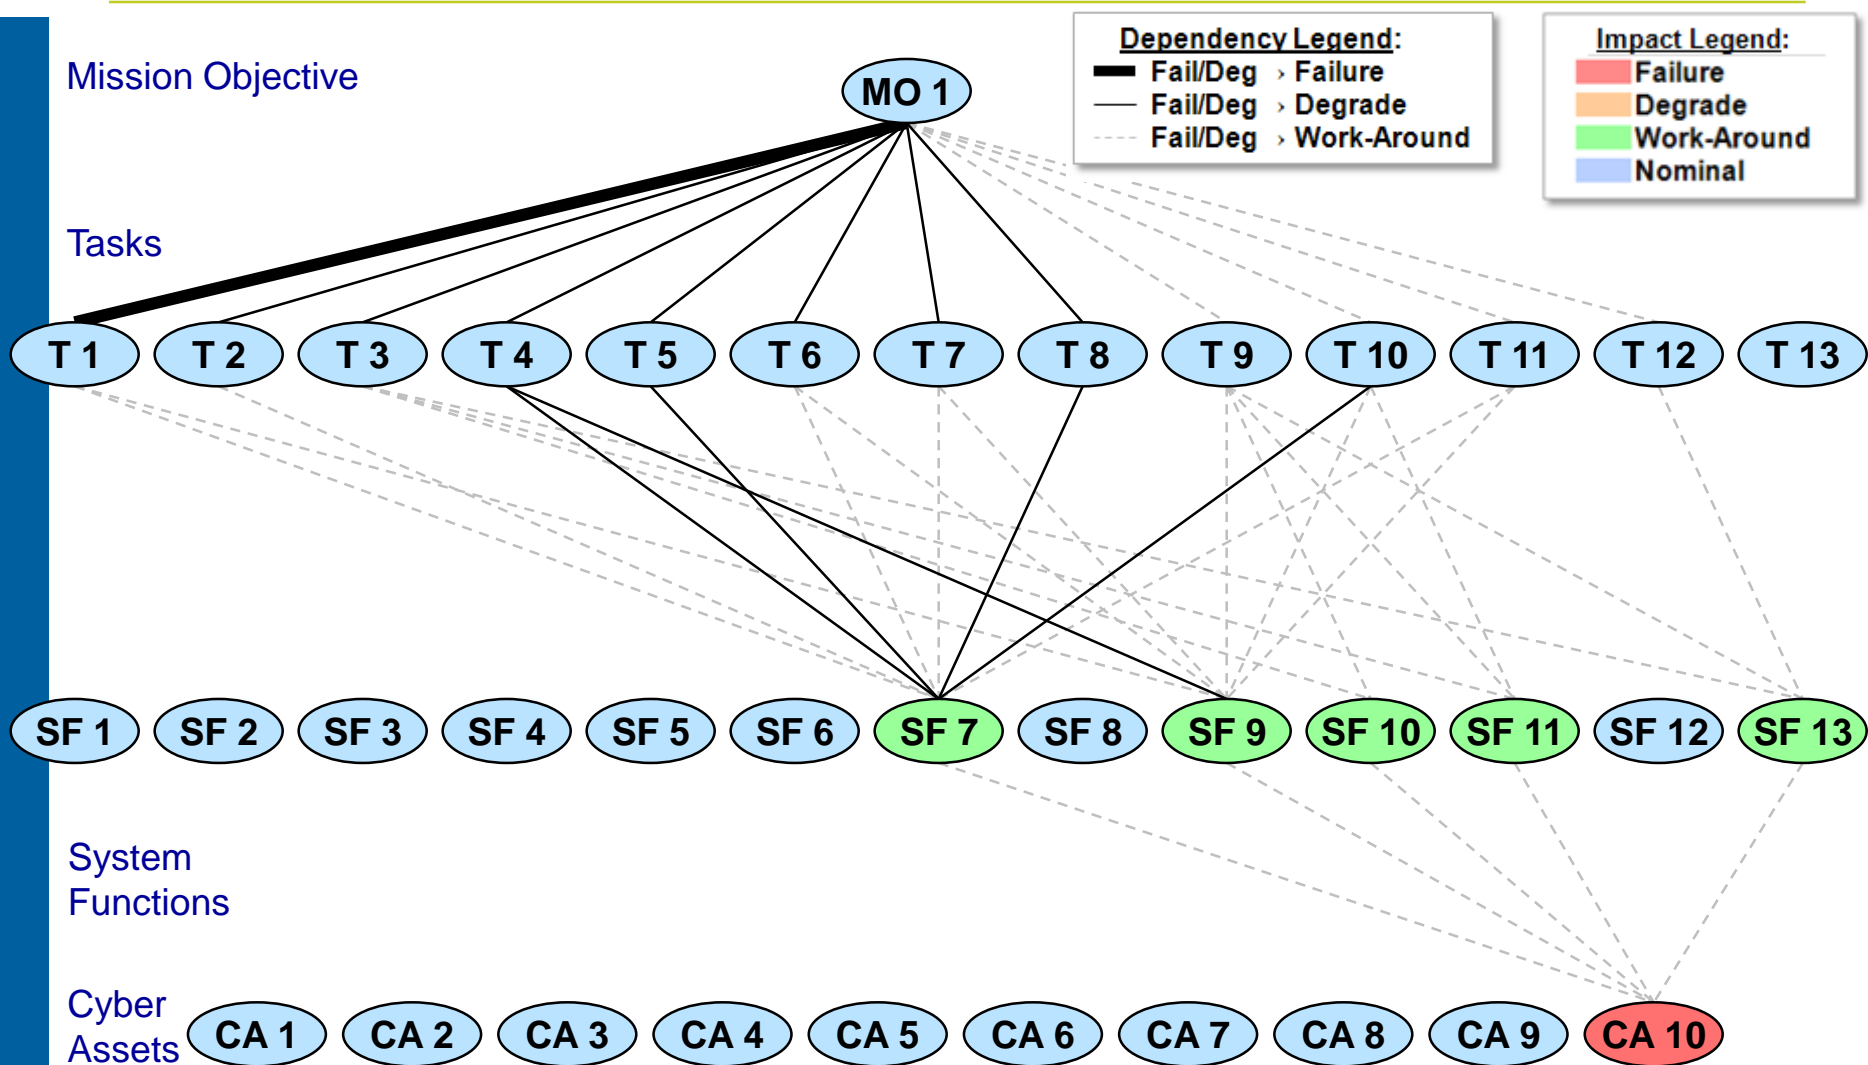 Mission Objective
MO 1
Dependency Legend:
Fail/Deg › Failure
Fail/Deg › Degrade
Fail/Deg › Work-Around
Impact Legend:
Failure
Degrade
Work-Around
Nominal
Tasks
T 1 T 2 T 3 T 4 T 5 T 6 T 7 T 8 T 9 T 10 T 11 T 12 T 13
SF 1 SF 2 SF 3 SF 4 SF 5 SF 6 SF 7 SF 8 SF 9 SF 10 SF 11 SF 12 SF 13
System
Functions
Cyber
Assets
CA 1 CA 2 CA 3 CA 4 CA 5 CA 6 CA 7 CA 8 CA 9 CA 10